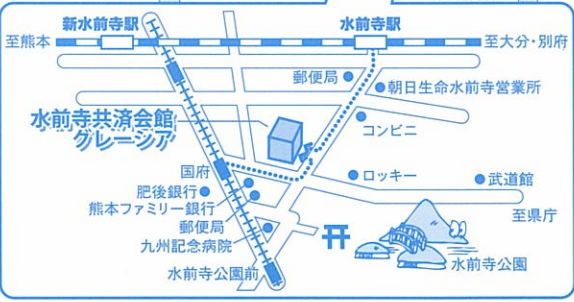 新水前寺駅
水前寺駅
至熊本
至大分・別府
郵便局
朝日生命水前寺営業所
水前寺共済会館
グレーシア
コンビニ
国府
ロッキー
武道館
肥後銀行
熊本ファミリー銀行
至県庁
郵便局
九州記念病院
水前寺公園前
水前寺公園